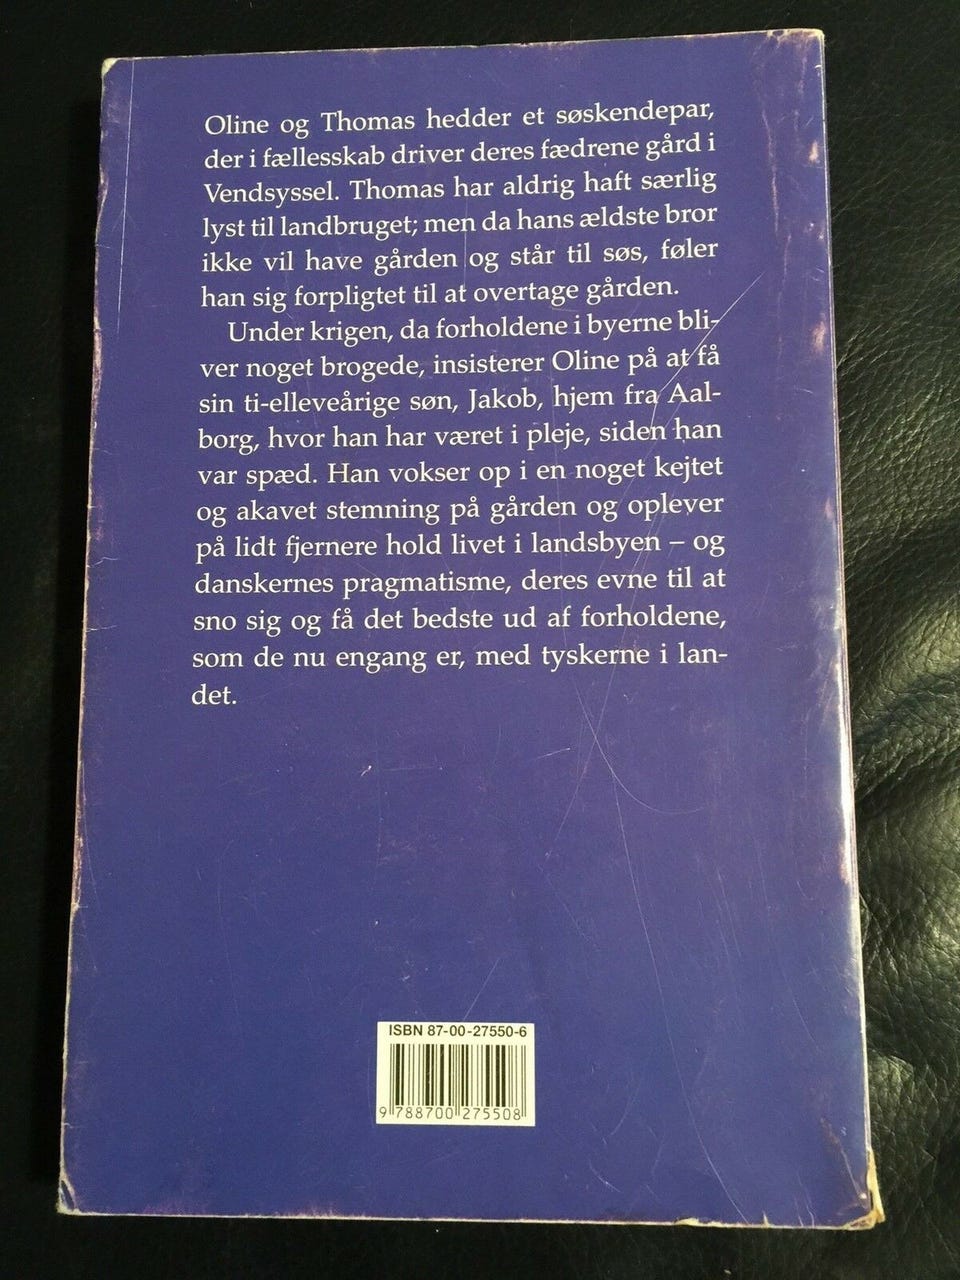 Oline og Thomas hedder et søskendepar,
der i fællesskab driver deres fædrene gård i
Vendsyssel. Thomas har aldrig haft særlig
lyst til landbruget; men da hans ældste bror
ikke vil have gården og står til søs, føler
han sig forpligtet til at overtage gården.
Under krigen, da forholdene i byerne bli-
ver noget brogede, insisterer Oline på at få
sin ti-elleveårige søn, Jakob, hjem fra Aal-
borg, hvor han har været i pleje, siden han
var spæd. Han vokser op i en noget kejtet
og akavet stemning på gården og oplever
på lidt fjernere hold livet i landsbyen – og
danskernes pragmatisme, deres evne til at
sno sig og få det bedste ud af forholdene,
som de nu engang er, med tyskerne i lan-
det.
ISBN 87-00-27550-6
9 788700 275508